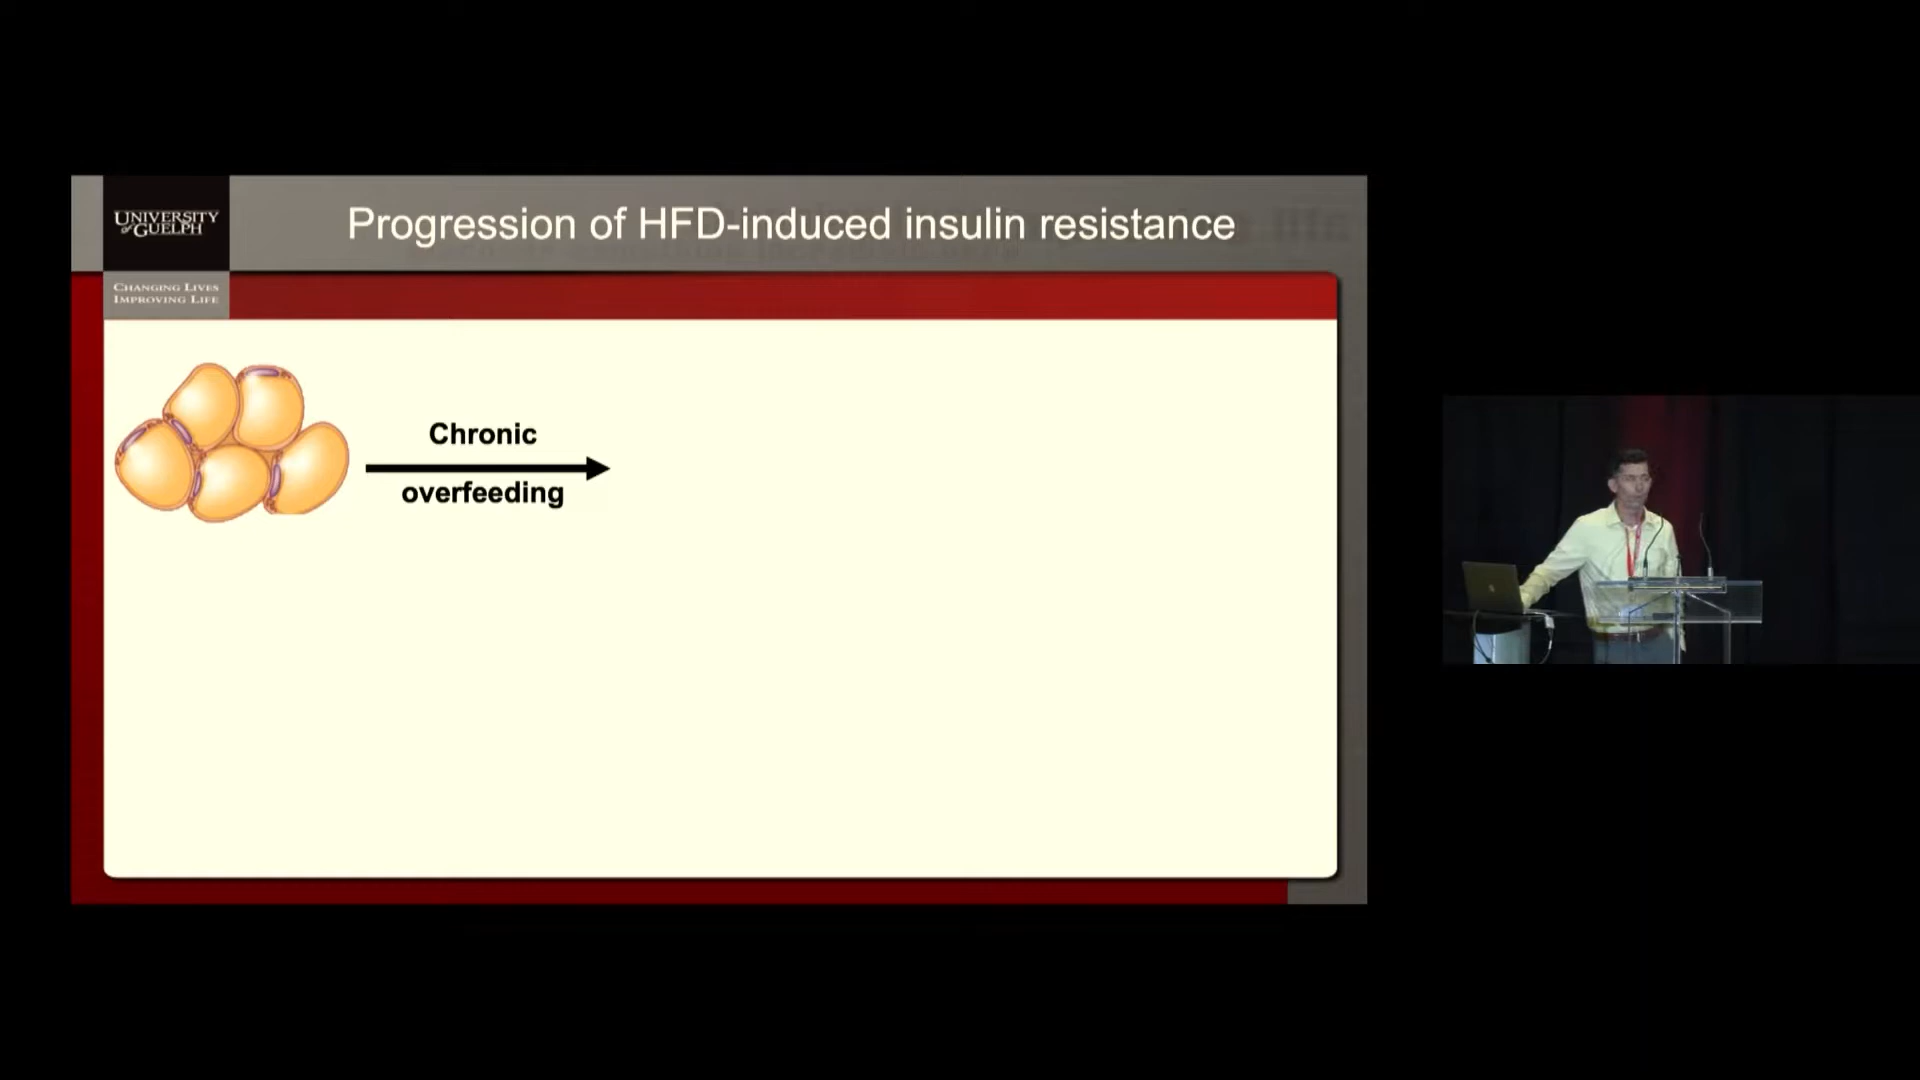 UNIVERSITY
of GUELPH
Progression of HFD-induced insulin resistance
CHANGING LIVES
IMPROVING LIFE
Chronic
overfeeding